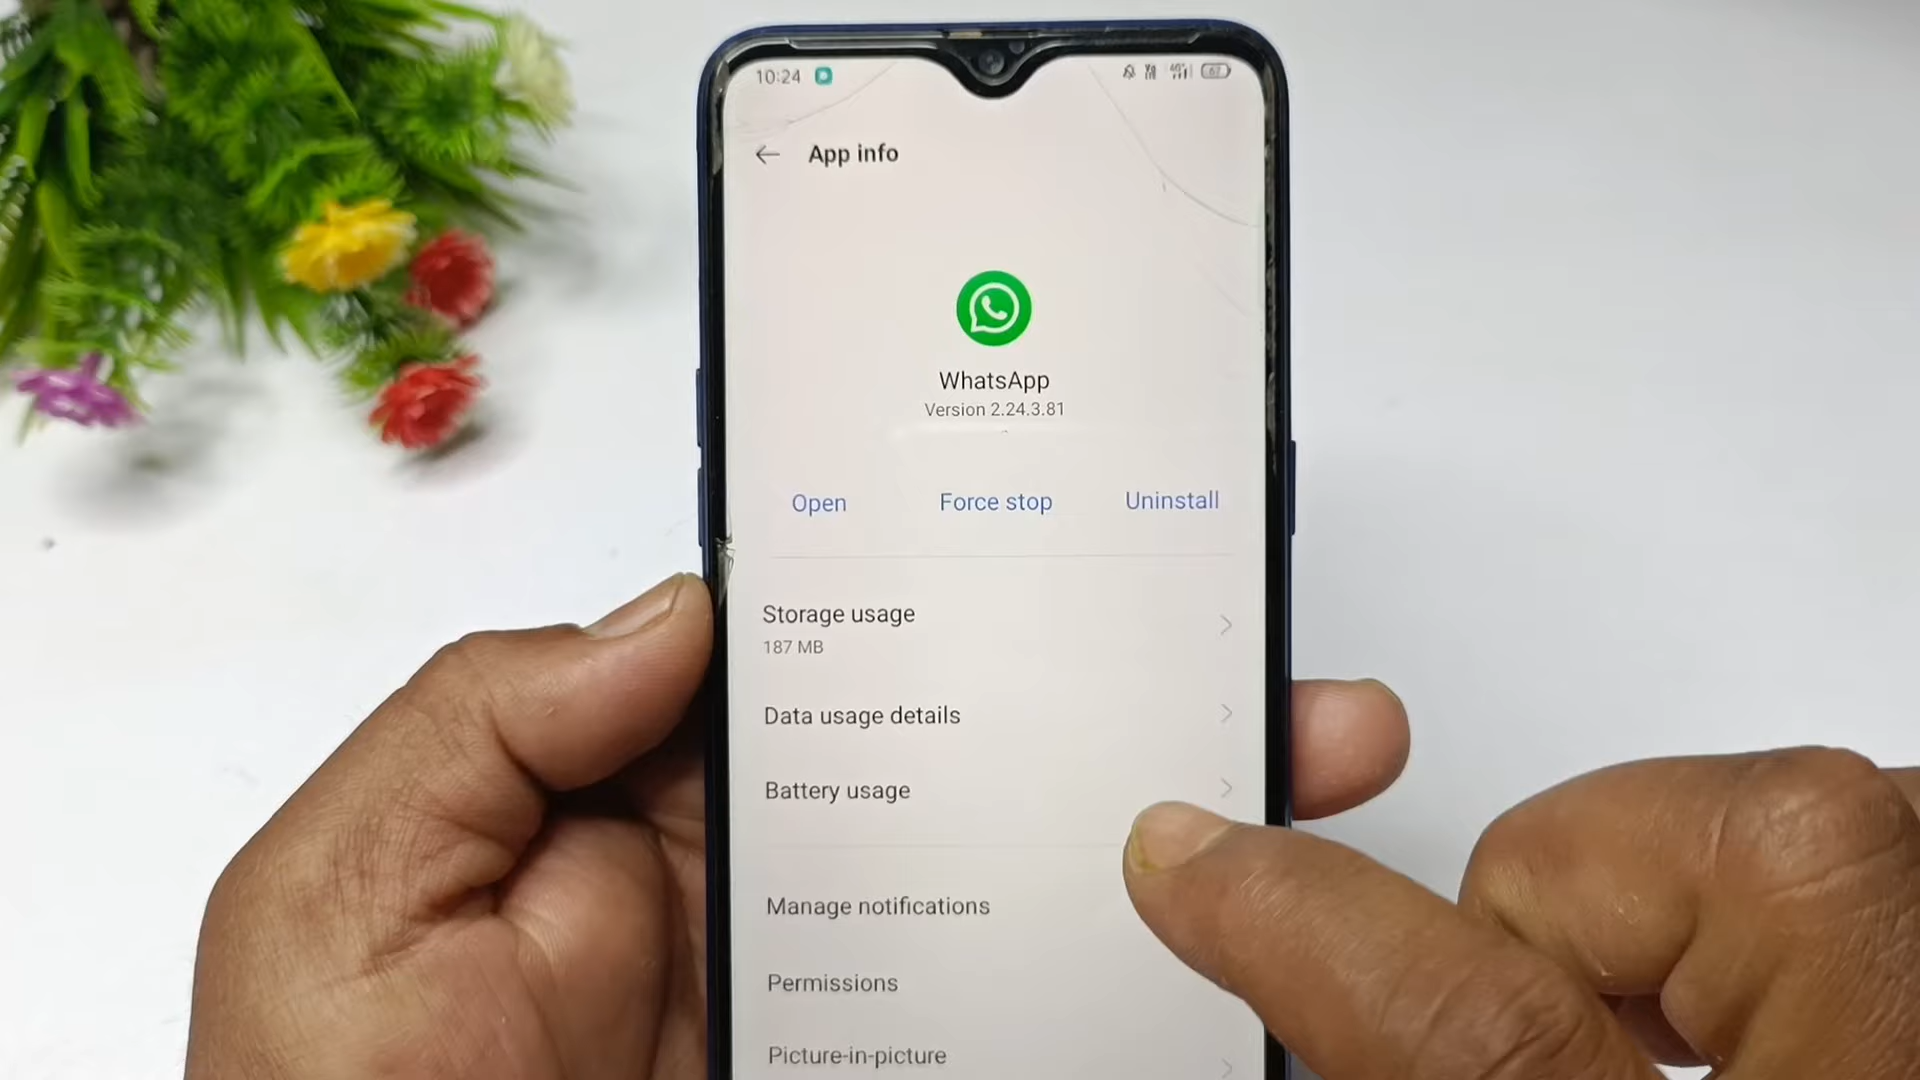 10:24
67
App info
WhatsApp
Version 2.24.3.81
Open
Force stop
Uninstall
Storage usage
187 MB
Data usage details
Battery usage
Manage notifications
Permissions
Picture-in-picture